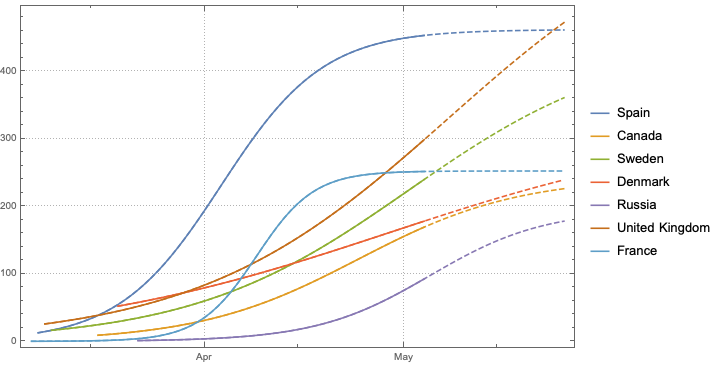 400
300
200
100
0
Apr
May
Spain
Canada
Sweden
Denmark
Russia
United Kingdom
France